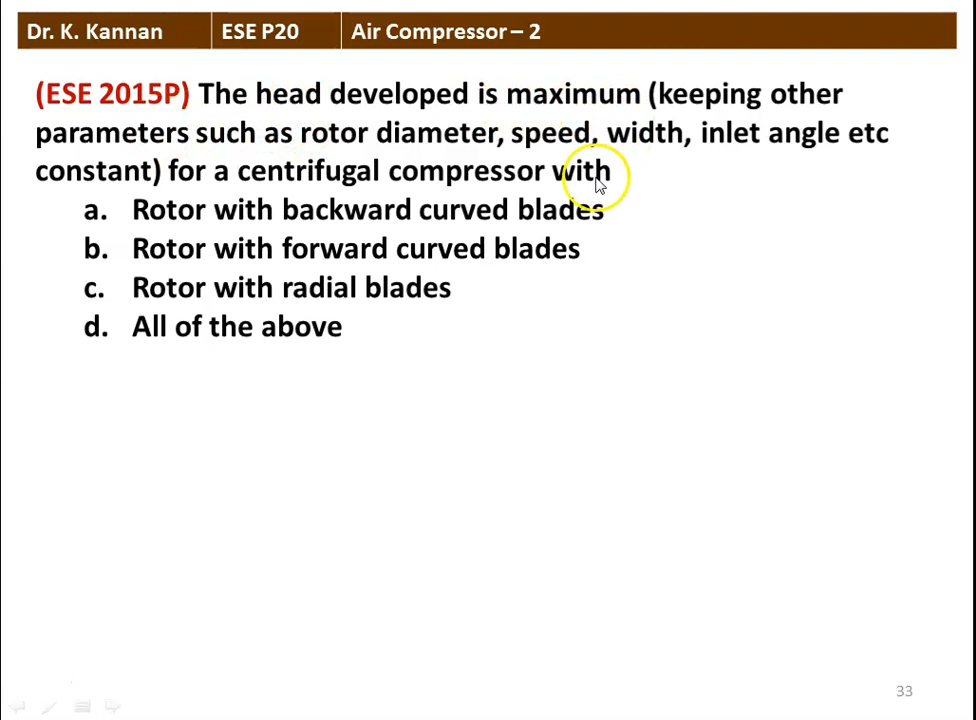 Dr. K. Kannan ESE P20 Air Compressor – 2
(ESE 2015P) The head developed is maximum (keeping other
parameters such as rotor diameter, speed, width, inlet angle etc
constant) for a centrifugal compressor with
a. Rotor with backward curved blades
b. Rotor with forward curved blades
c. Rotor with radial blades
d. All of the above
33